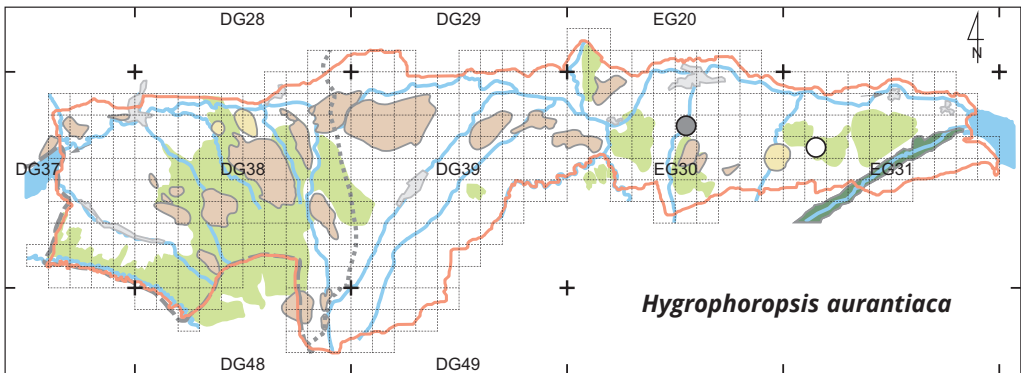 DG28 DG29 EG20
N
DG37 DG38 DG39 EG30 EG31
Hygrophoropsis aurantiaca
DG48 DG49